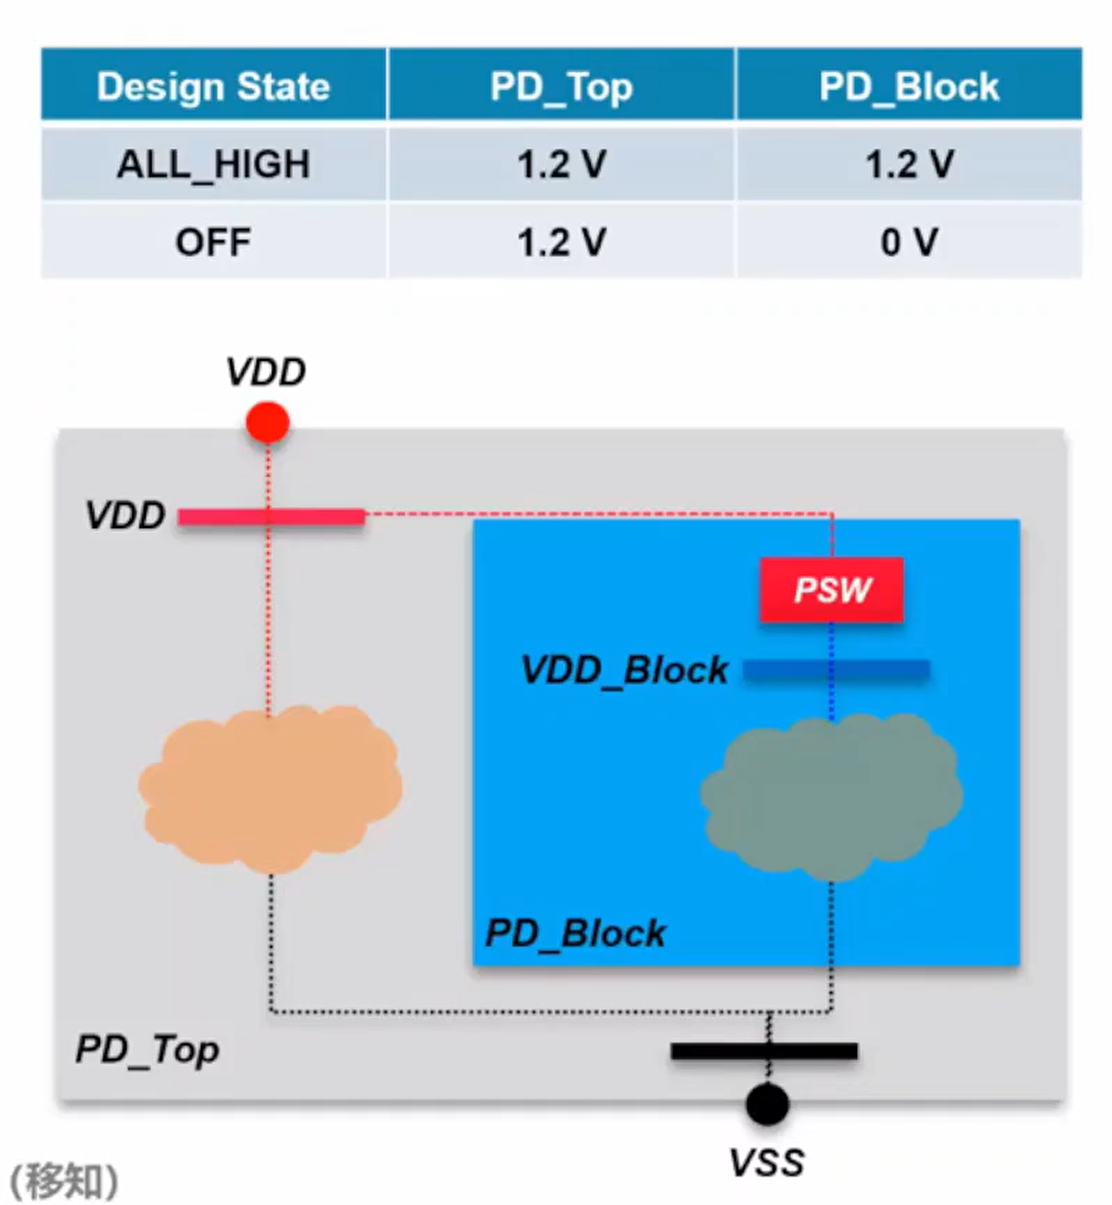 Design State PD_Top PD_Block
ALL_HIGH 1.2 V 1.2 V
OFF 1.2 V 0 V
VDD
VDD
PSW
VDD_Block
PD_Block
PD_Top
VSS
(移知)